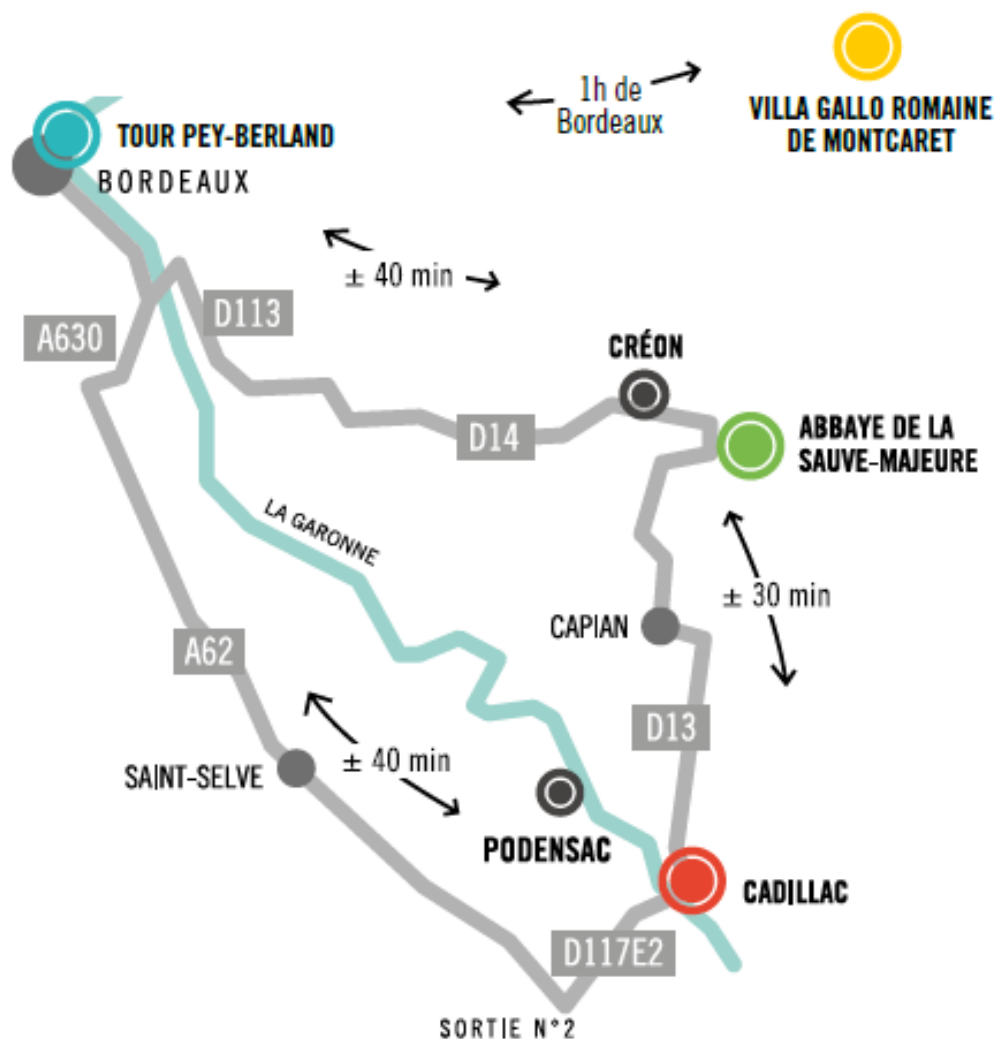 1h de
Bordeaux
VILLA GALLO ROMAINE
DE MONTCARET
TOUR PEY-BERLAND
BORDEAUX
± 40 min
D113
A630
CRÉON
D14
ABBAYE DE LA
SAUVE-MAJEURE
LA GARONNE
± 30 min
CAPIAN
A62
D13
± 40 min
SAINT-SELVE
PODENSAC
CADILLAC
D117E2
SORTIE N°2